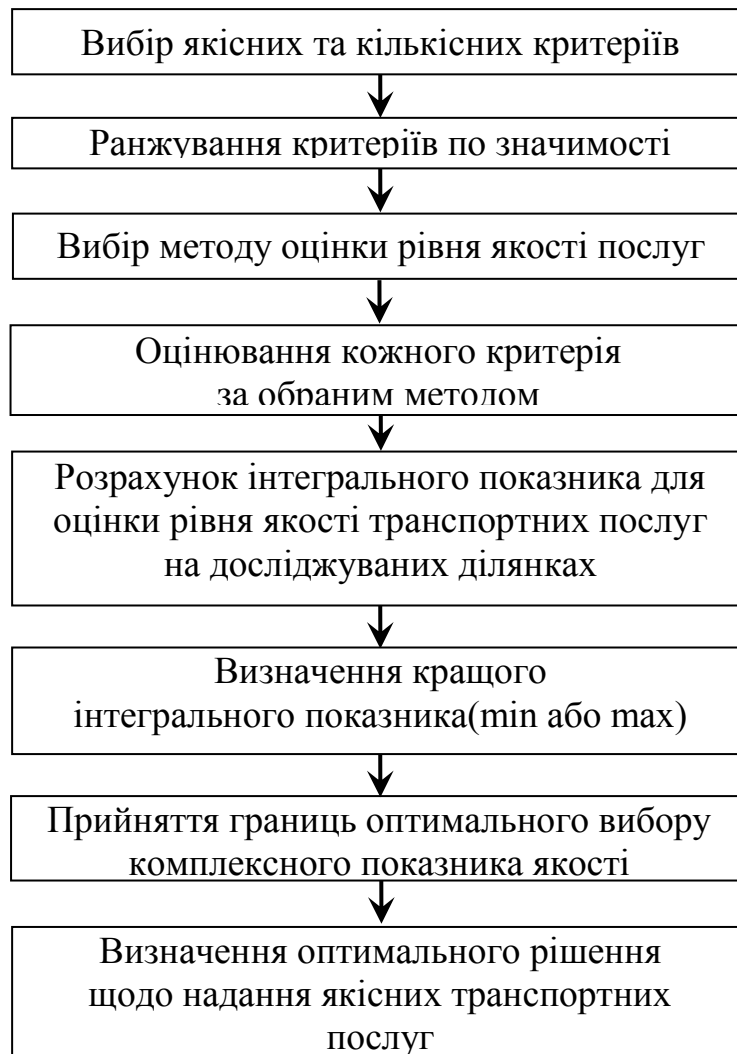 Вибір якісних та кількісних критеріїв
Ранжування критеріїв по значимості
Вибір методу оцінки рівня якості послуг
Оцінювання кожного критерія
за обраним методом
Розрахунок інтегрального показника для
оцінки рівня якості транспортних послуг
на досліджуваних ділянках
Визначення кращого
інтегрального показника(min або max)
Прийняття границь оптимального вибору
комплексного показника якості
Визначення оптимального рішення
щодо надання якісних транспортних
послуг